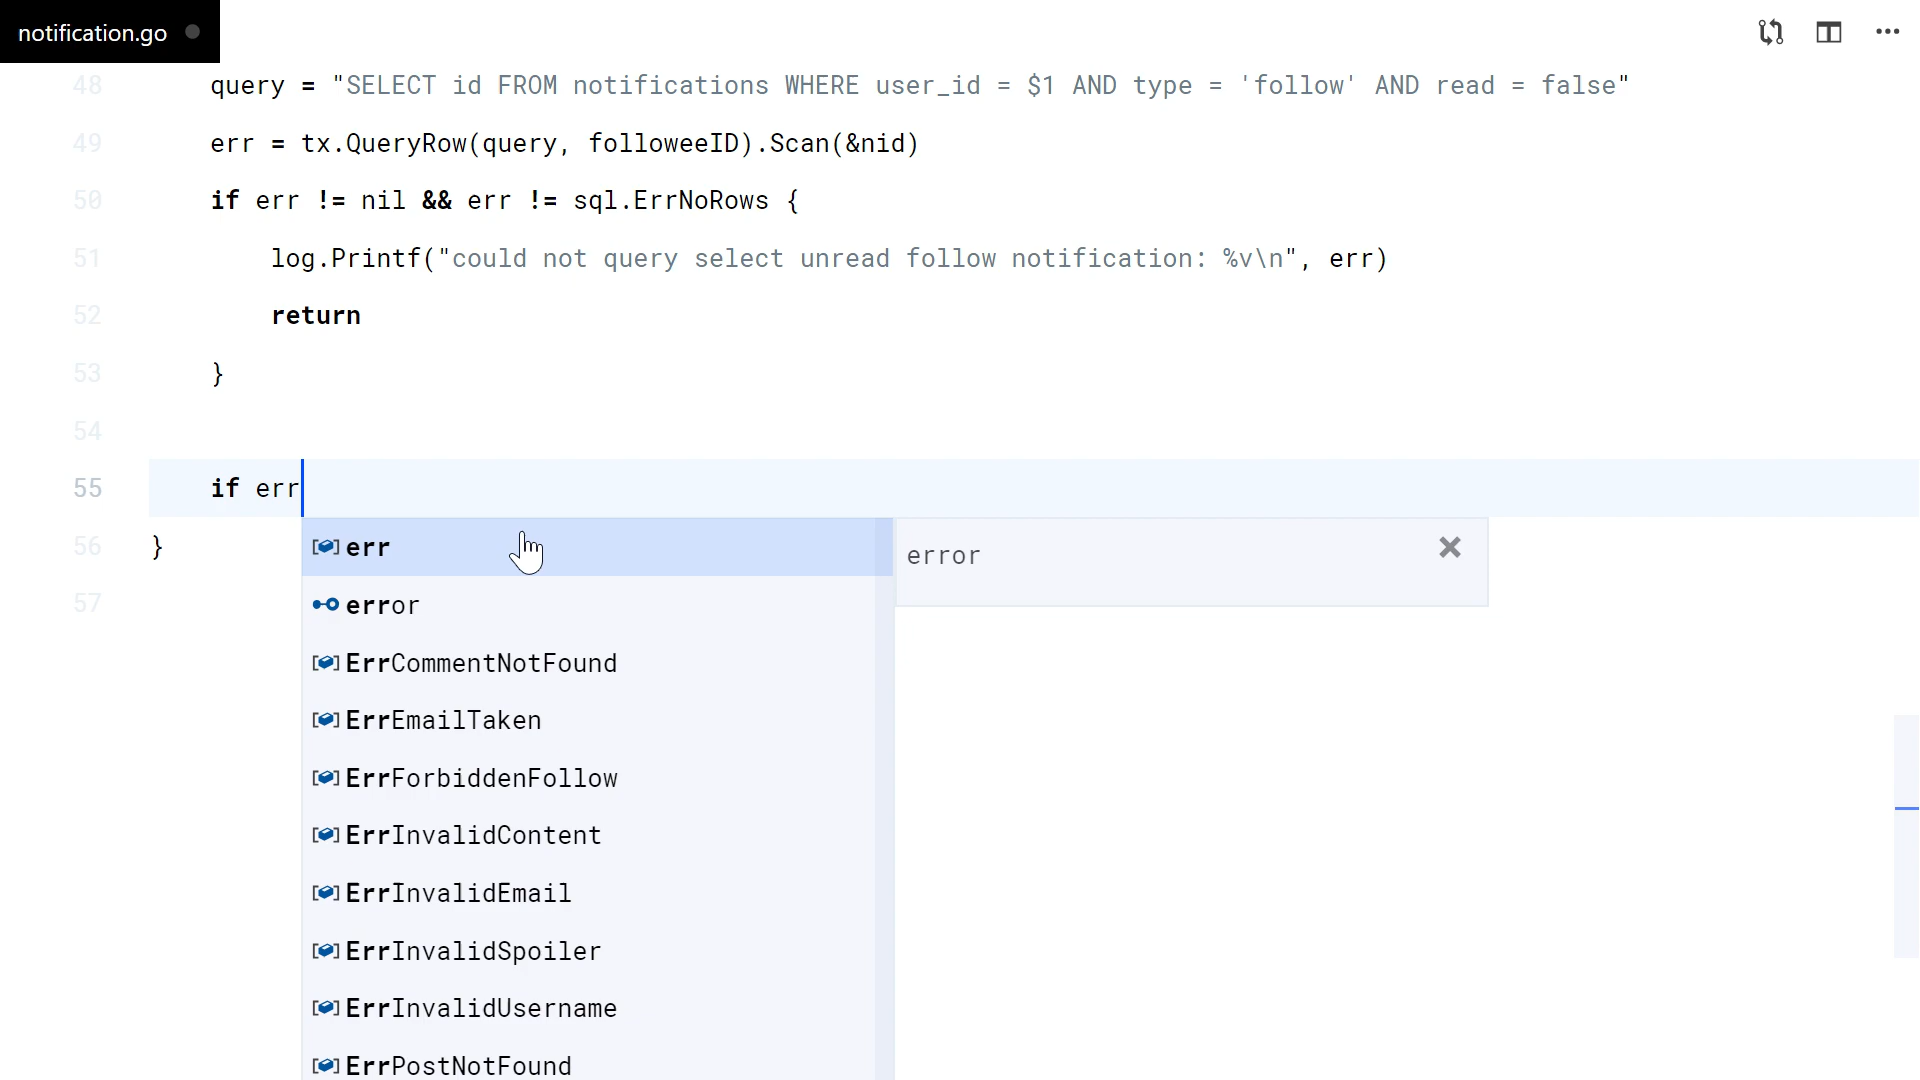 notification.go
48 query = "SELECT id FROM notifications WHERE user_id = $1 AND type = 'follow' AND read = false"
49 err = tx.QueryRow(query, followeeID).Scan(&nid)
50 if err != nil && err != sql.ErrNoRows {
51 log.Printf("could not query select unread follow notification: %v\n", err)
52 return
53 }
54
55 if err
56 }
57
err
error
error
ErrCommentNotFound
ErrEmailTaken
ErrForbiddenFollow
ErrInvalidContent
ErrInvalidEmail
ErrInvalidSpoiler
ErrInvalidUsername
ErrPostNotFound